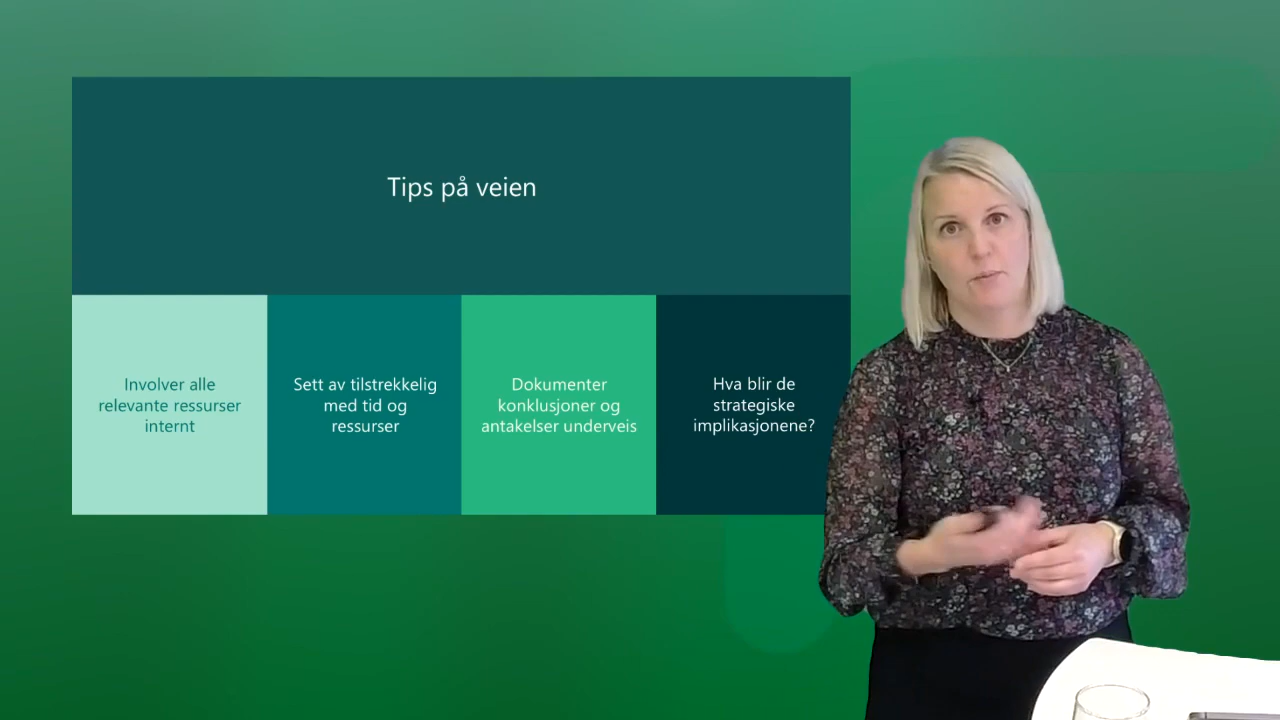 Tips på veien
Involver alle
relevante ressurser
internt
Sett av tilstrekkelig
med tid og
ressurser
Dokumenter
konklusjoner og
antakelser underveis
Hva blir de
strategiske
implikasjonene?